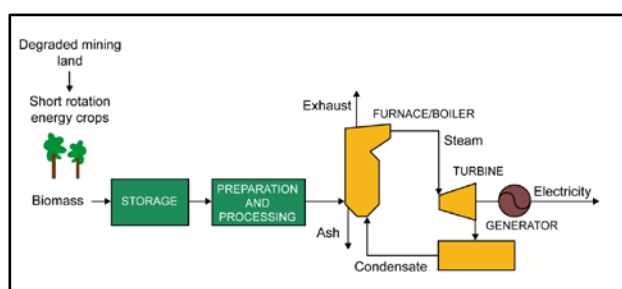 Degraded mining
land
Short rotation
energy crops
Biomass
STORAGE
PREPARATION
AND
PROCESSING
Exhaust
FURNACE/BOILER
Steam
TURBINE
Electricity
GENERATOR
Ash
Condensate